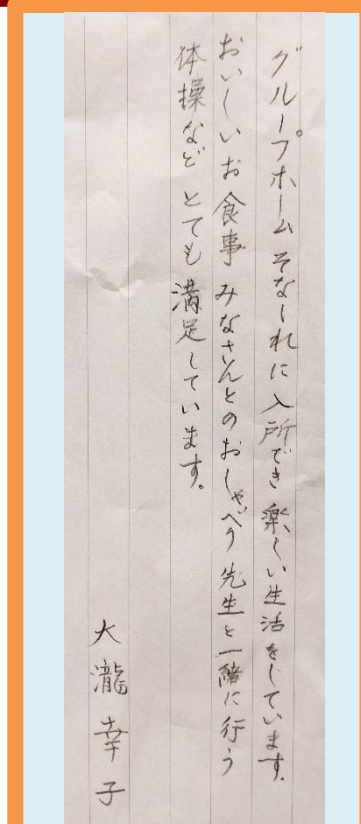 グループホーム そなーれに入所でき 楽しい生活をしています。
おいしいお食事 みなさんとのおしゃべり 先生と一緒に行う
体操など とても 満足しています。
大瀧幸子